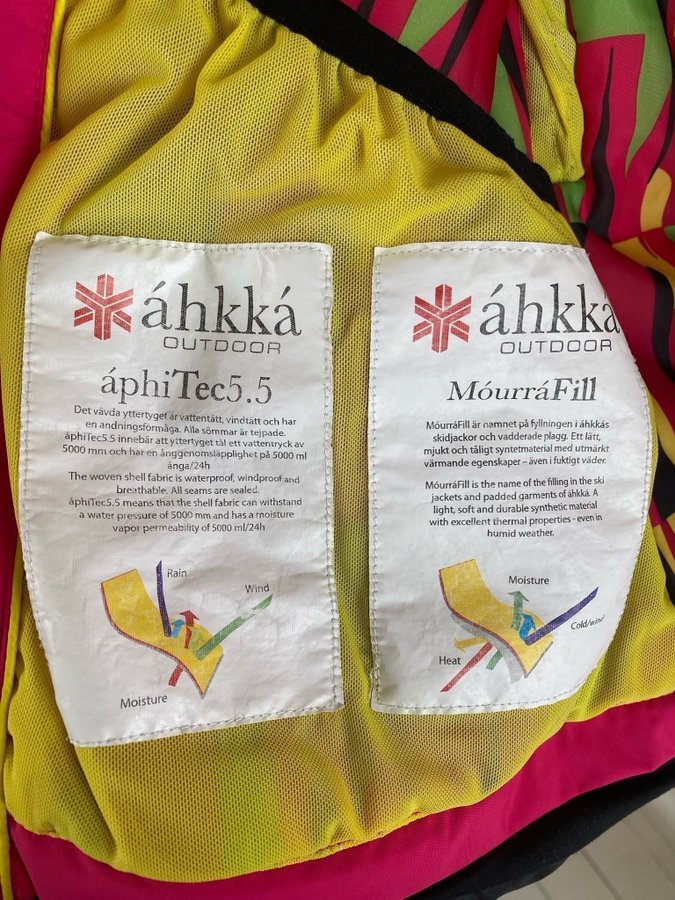 áhkká
OUTDOOR
áphiTec5.5
Det vävda yttertyget är vattentätt, vindtätt och har
en andningsförmåga. Alla sömmar är tejpade.
áphiTec5.5 innebär att yttertyget tål ett vattentryck av
5000 mm och har en ånggenomsläpplighet på 5000 ml
ånga/24h
The woven shell fabric is waterproof, windproof and
breathable. All seams are sealed.
áphiTec5.5 means that the shell fabric can withstand
a water pressure of 5000 mm and has a moisture
vapor permeability of 5000 ml/24h
Rain
Wind
Moisture
áhkká
OUTDOOR
MóurráFill
MóurráFill är namnet på fyllningen i áhkkás
skidjackor och vadderade plagg. Ett lätt,
mjukt och tåligt syntetmaterial med utmärkt
värmande egenskaper – även i fuktigt väder.
MóurráFill is the name of the filling in the ski
jackets and padded garments of áhkká. A
light, soft and durable synthetic material
with excellent thermal properties - even in
humid weather.
Moisture
Cold/wind
Heat